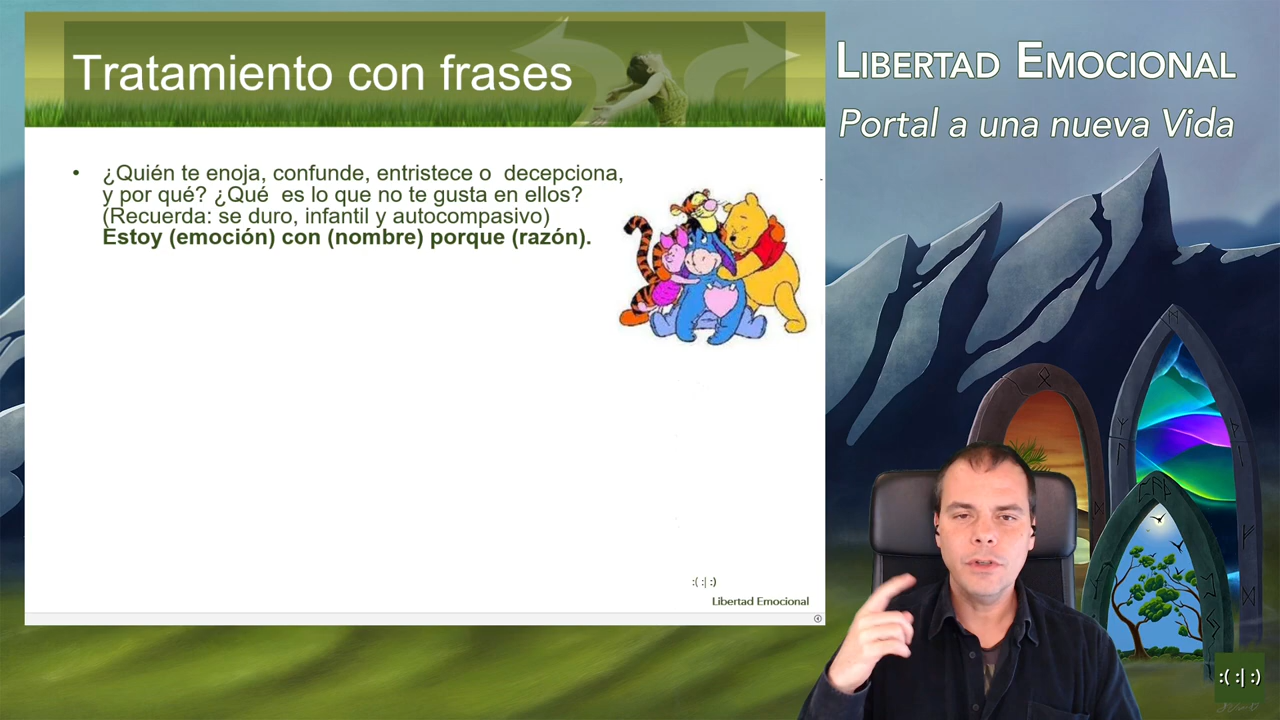 Tratamiento con frases
• ¿Quién te enoja, confunde, entristece o  decepciona,
y por qué? ¿Qué  es lo que no te gusta en ellos?
(Recuerda: se duro, infantil y autocompasivo)
Estoy (emoción) con (nombre) porque (razón).
:( :| :)
Libertad Emocional
Libertad Emocional
Portal a una nueva Vida
:( :| :)